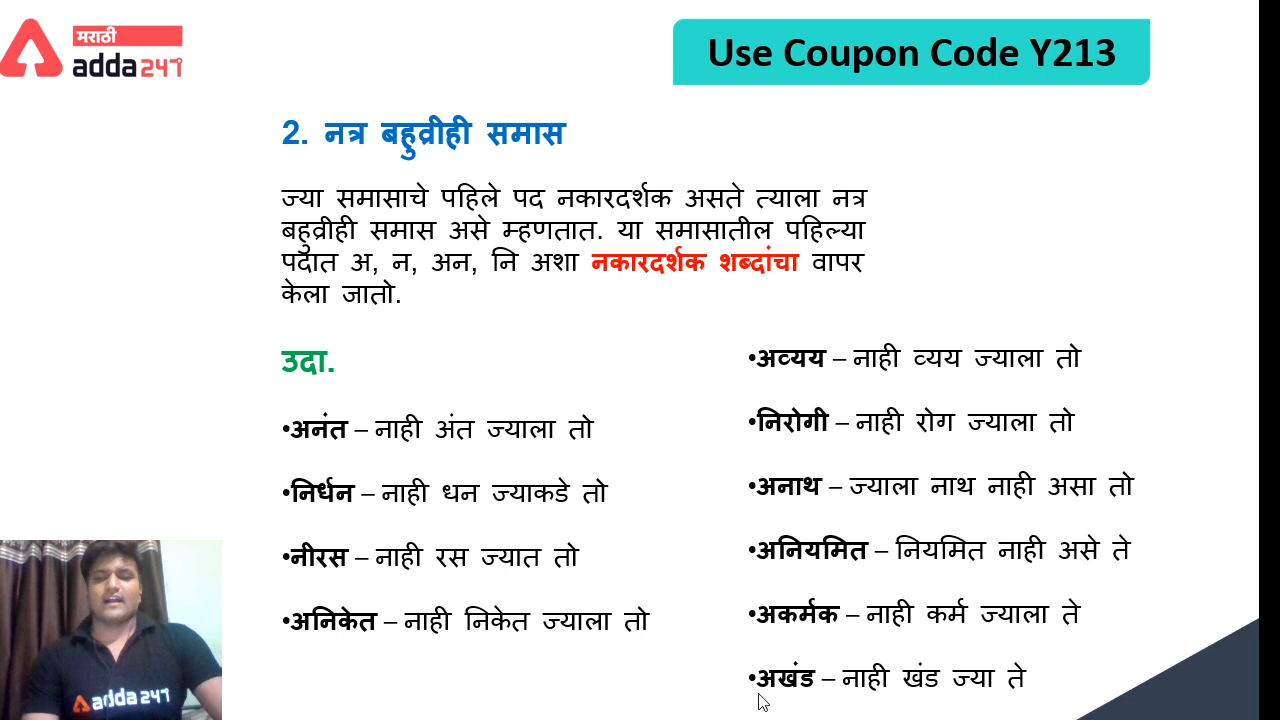 मराठी
adda247
Use Coupon Code Y213
2. नत्र बहुव्रीही समास
ज्या समासाचे पहिले पद नकारदर्शक असते त्याला नत्र
बहुव्रीही समास असे म्हणतात. या समासातील पहिल्या
पदात अ, न, अन, नि अशा नकारदर्शक शब्दांचा वापर
केला जातो.
उदा.
•अनंत – नाही अंत ज्याला तो
•निर्धन – नाही धन ज्याकडे तो
•नीरस – नाही रस ज्यात तो
•अनिकेत – नाही निकेत ज्याला तो
•अव्यय – नाही व्यय ज्याला तो
•निरोगी – नाही रोग ज्याला तो
•अनाथ – ज्याला नाथ नाही असा तो
•अनियमित – नियमित नाही असे ते
•अकर्मक – नाही कर्म ज्याला ते
•अखंड – नाही खंड ज्या ते
adda247